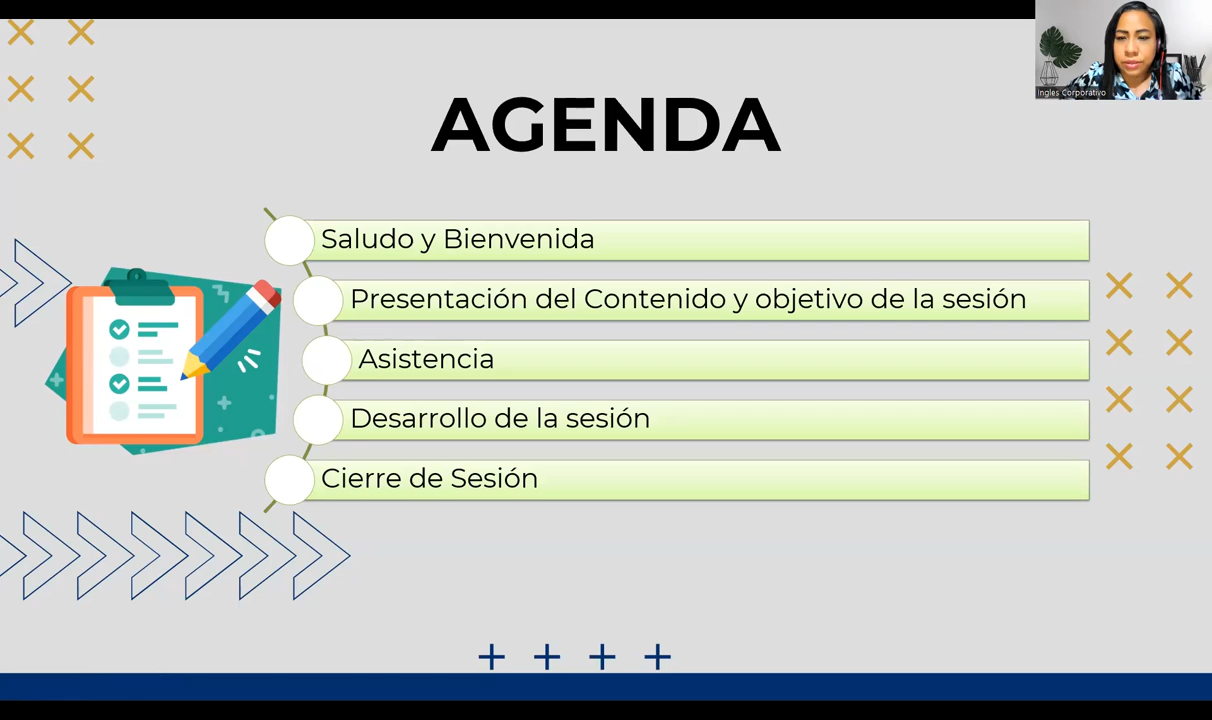 Ingles Corporativo
AGENDA
Saludo y Bienvenida
Presentación del Contenido y objetivo de la sesión
Asistencia
Desarrollo de la sesión
Cierre de Sesión